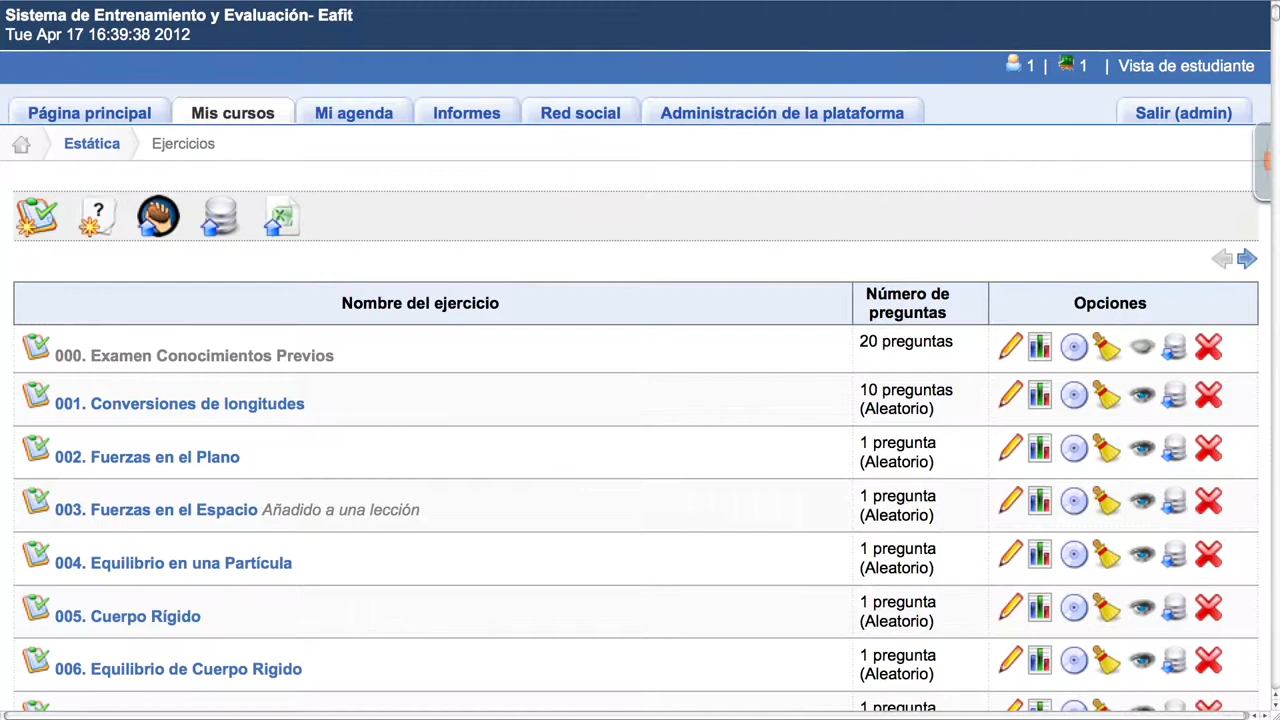 Sistema de Entrenamiento y Evaluación- Eafit
Tue Apr 17 16:39:38 2012
1 | 1 | Vista de estudiante
Página principal Mis cursos Mi agenda Informes Red social Administración de la plataforma Salir (admin)
Estática Ejercicios
?
Nombre del ejercicio Número de preguntas Opciones
000. Examen Conocimientos Previos 20 preguntas
001. Conversiones de longitudes 10 preguntas
(Aleatorio)
002. Fuerzas en el Plano 1 pregunta
(Aleatorio)
003. Fuerzas en el Espacio Añadido a una lección 1 pregunta
(Aleatorio)
004. Equilibrio en una Partícula 1 pregunta
(Aleatorio)
005. Cuerpo Rígido 1 pregunta
(Aleatorio)
006. Equilibrio de Cuerpo Rigido 1 pregunta
(Aleatorio)
1 pregunta